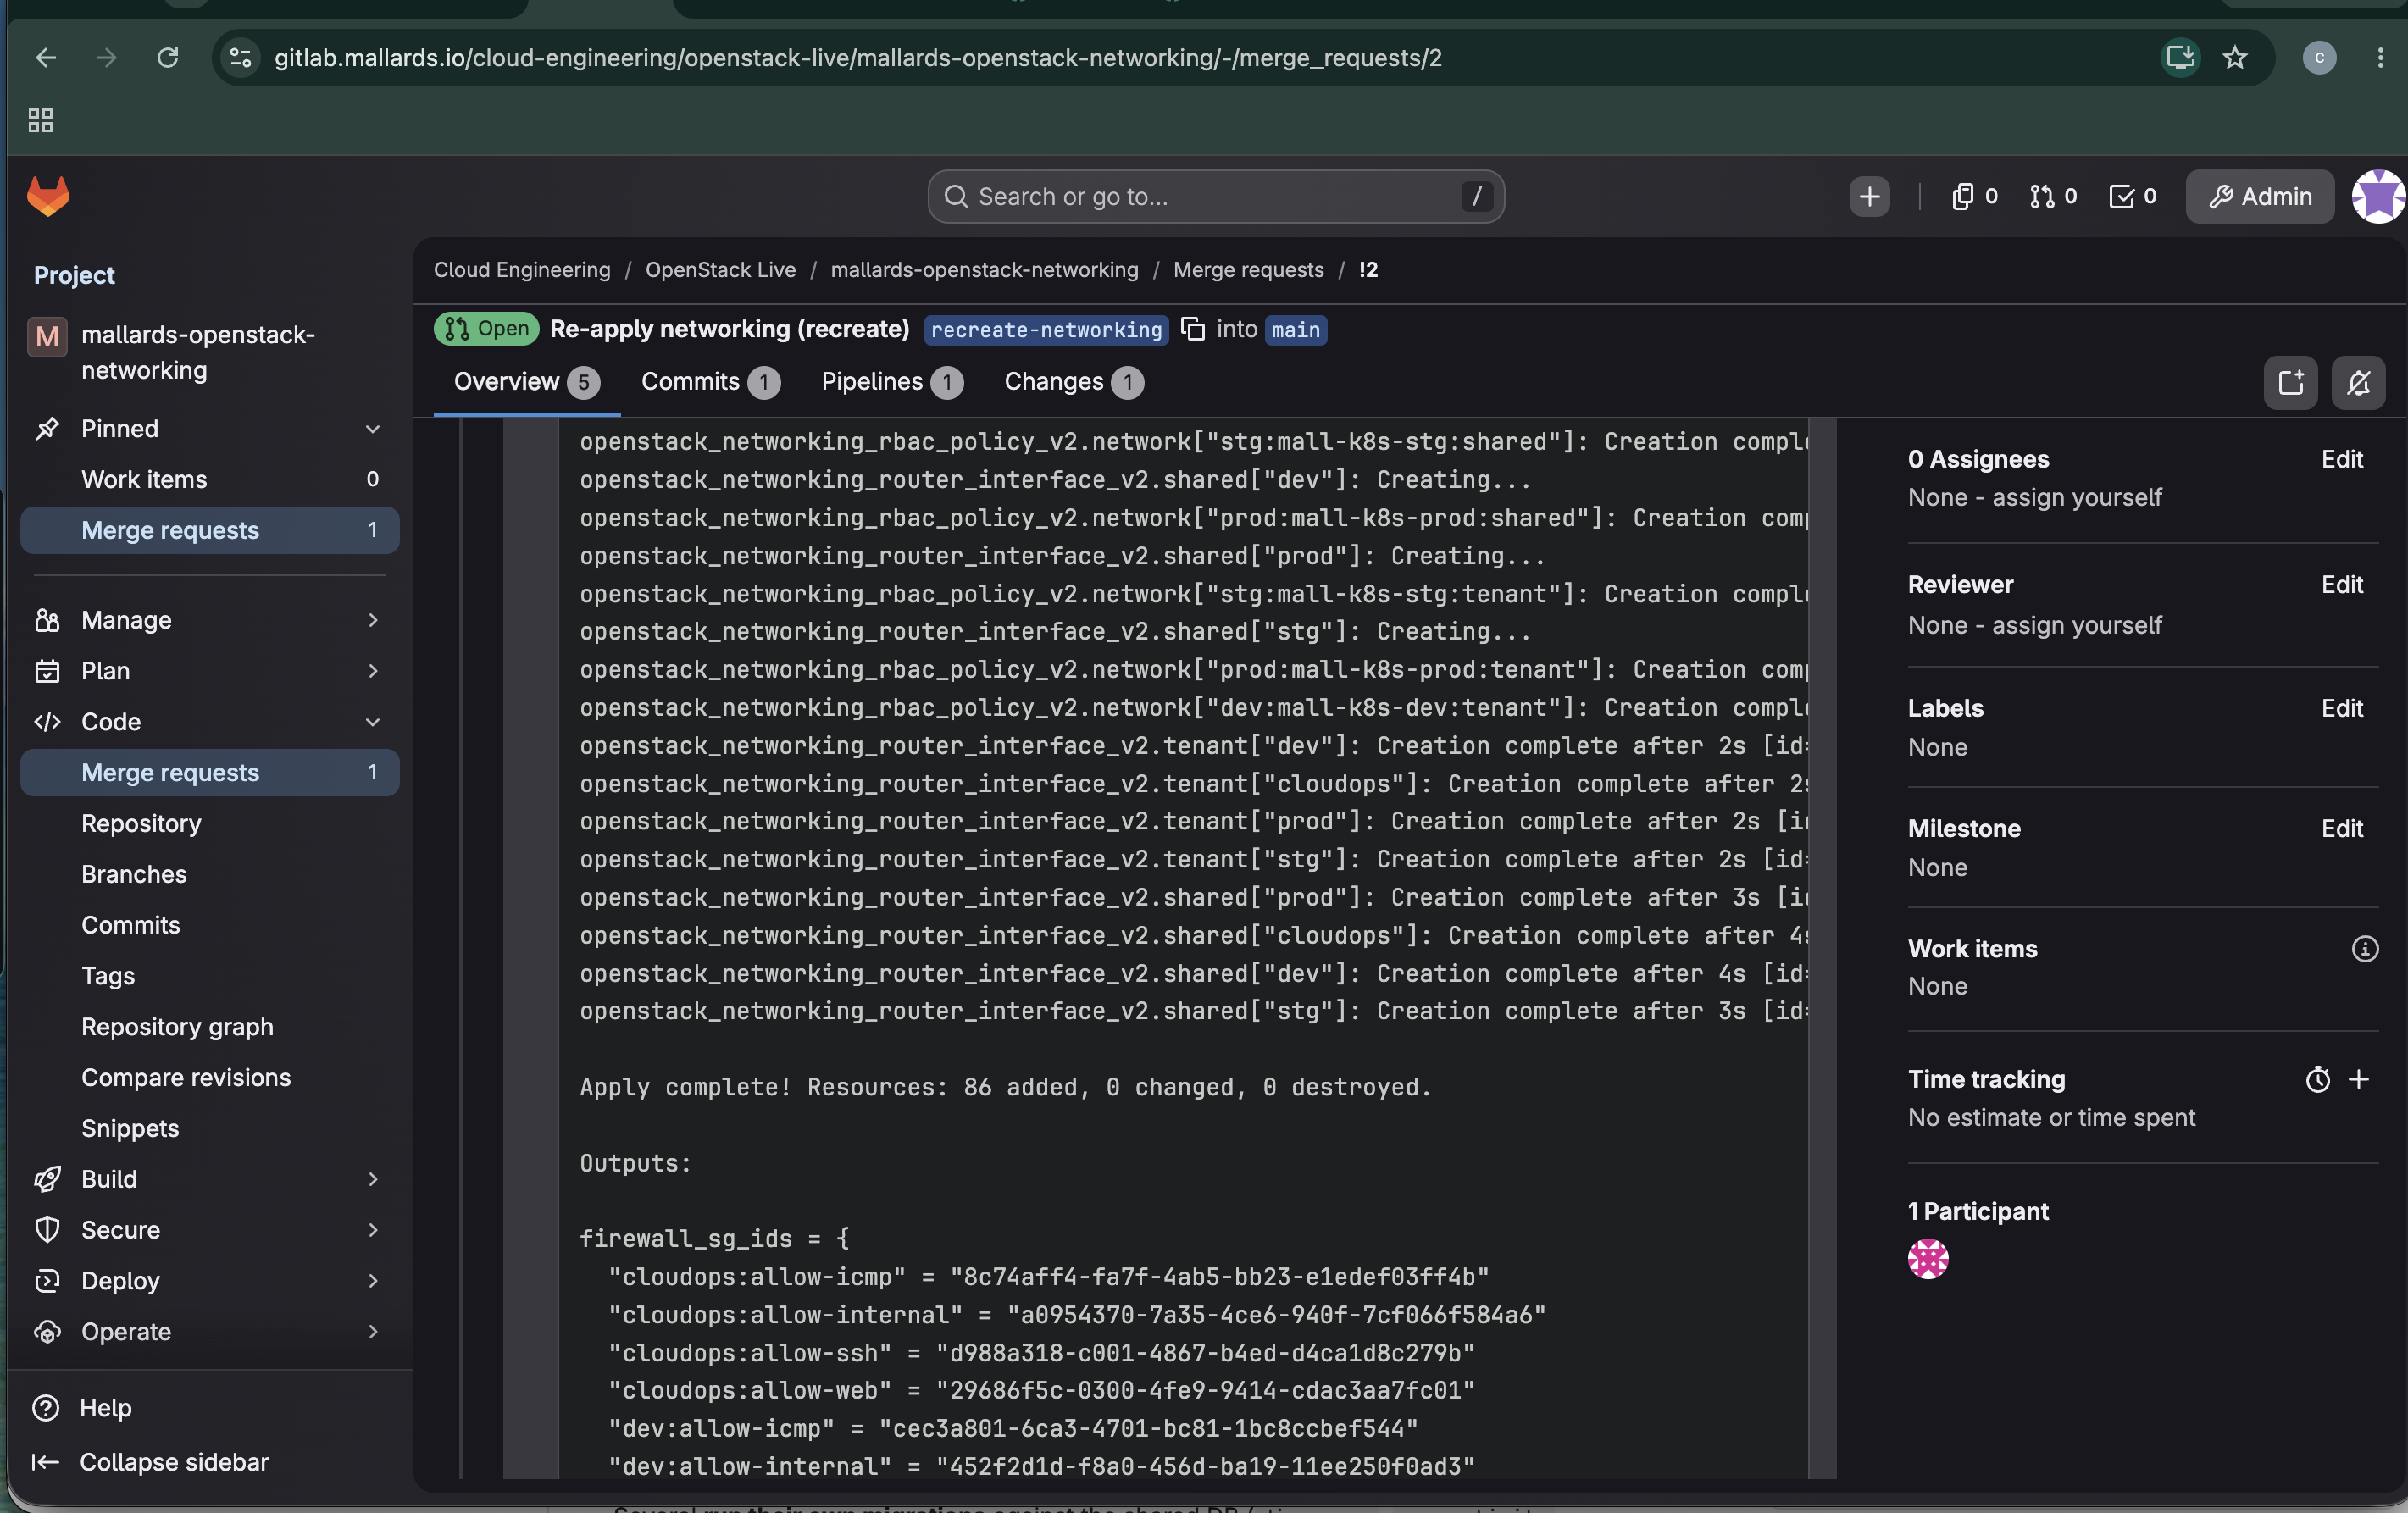 gitlab.mallards.io/cloud-engineering/openstack-live/mallards-openstack-networking/-/merge_requests/2
C
Search or go to...
/
0
0
0
Admin
Project
M
mallards-openstack-
networking
Pinned
Work items 0
Merge requests 1
Manage
Plan
Code
Merge requests 1
Repository
Branches
Commits
Tags
Repository graph
Compare revisions
Snippets
Build
Secure
Deploy
Operate
Help
Collapse sidebar
Cloud Engineering / OpenStack Live / mallards-openstack-networking / Merge requests / !2
Open Re-apply networking (recreate) recreate-networking into main
Overview 5 Commits 1 Pipelines 1 Changes 1
openstack_networking_rbac_policy_v2.network["stg:mall-k8s-stg:shared"]: Creation compl
openstack_networking_router_interface_v2.shared["dev"]: Creating...
openstack_networking_rbac_policy_v2.network["prod:mall-k8s-prod:shared"]: Creation com
openstack_networking_router_interface_v2.shared["prod"]: Creating...
openstack_networking_rbac_policy_v2.network["stg:mall-k8s-stg:tenant"]: Creation compl
openstack_networking_router_interface_v2.shared["stg"]: Creating...
openstack_networking_rbac_policy_v2.network["prod:mall-k8s-prod:tenant"]: Creation com
openstack_networking_rbac_policy_v2.network["dev:mall-k8s-dev:tenant"]: Creation compl
openstack_networking_router_interface_v2.tenant["dev"]: Creation complete after 2s [id=
openstack_networking_router_interface_v2.tenant["cloudops"]: Creation complete after 2s
openstack_networking_router_interface_v2.tenant["prod"]: Creation complete after 2s [id
openstack_networking_router_interface_v2.tenant["stg"]: Creation complete after 2s [id=
openstack_networking_router_interface_v2.shared["prod"]: Creation complete after 3s [id
openstack_networking_router_interface_v2.shared["cloudops"]: Creation complete after 4s
openstack_networking_router_interface_v2.shared["dev"]: Creation complete after 4s [id=
openstack_networking_router_interface_v2.shared["stg"]: Creation complete after 3s [id=
Apply complete! Resources: 86 added, 0 changed, 0 destroyed.
Outputs:
firewall_sg_ids = {
"cloudops:allow-icmp" = "8c74aff4-fa7f-4ab5-bb23-e1edef03ff4b"
"cloudops:allow-internal" = "a0954370-7a35-4ce6-940f-7cf066f584a6"
"cloudops:allow-ssh" = "d988a318-c001-4867-b4ed-d4ca1d8c279b"
"cloudops:allow-web" = "29686f5c-0300-4fe9-9414-cdac3aa7fc01"
"dev:allow-icmp" = "cec3a801-6ca3-4701-bc81-1bc8ccbef544"
"dev:allow-internal" = "452f2d1d-f8a0-456d-ba19-11ee250f0ad3"
0 Assignees Edit
None - assign yourself
Reviewer Edit
None - assign yourself
Labels Edit
None
Milestone Edit
None
Work items
None
Time tracking
No estimate or time spent
1 Participant